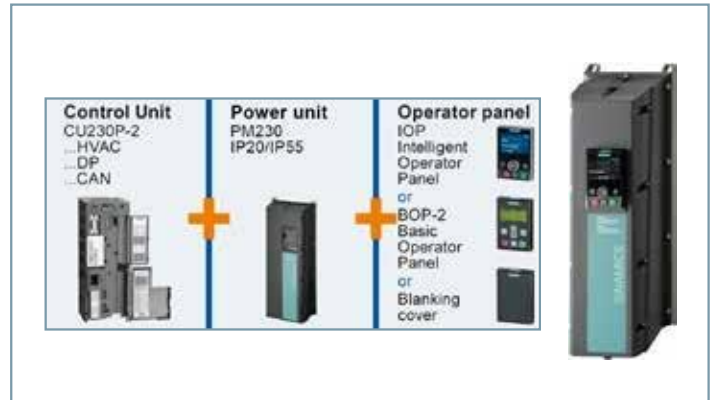 Control Unit
CU230P-2
...HVAC
...DP
...CAN
Power unit
PM230
IP20/IP55
Operator panel
IOP
Intelligent
Operator
Panel
or
BOP-2
Basic
Operator
Panel
or
Blanking
cover
SINAMICS